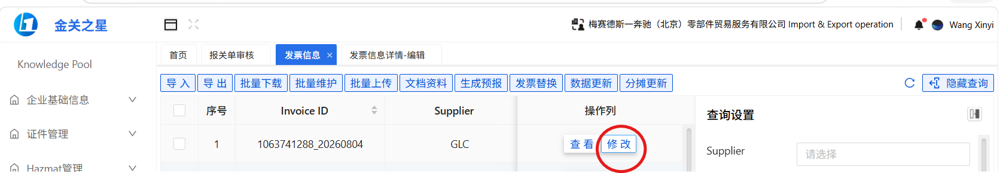 金关之星
梅赛德斯一奔驰（北京）零部件贸易服务有限公司 Import & Export operation
Wang Xinyi
Knowledge Pool
首页 报关单审核 发票信息 × 发票信息详情-编辑
导 入 导 出 批量下载 批量维护 批量上传 文档资料 生成预报 发票替换 数据更新 分摊更新 隐藏查询
企业基础信息
证件管理
Hazmat管理
序号 Invoice ID Supplier 操作列
1 1063741288_20260804 GLC 查 看 修 改
查询设置
Supplier 请选择